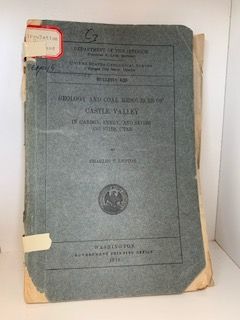 DEPARTMENT OF THE INTERIOR
UNITED STATES GEOLOGICAL SURVEY
BULLETIN 628
GEOLOGY AND COAL RESOURCES OF
CASTLE VALLEY
IN CARBON, EMERY, AND SEVIER
COUNTIES, UTAH
BY
CHARLES T. LUPTON
WASHINGTON
GOVERNMENT PRINTING OFFICE
1916